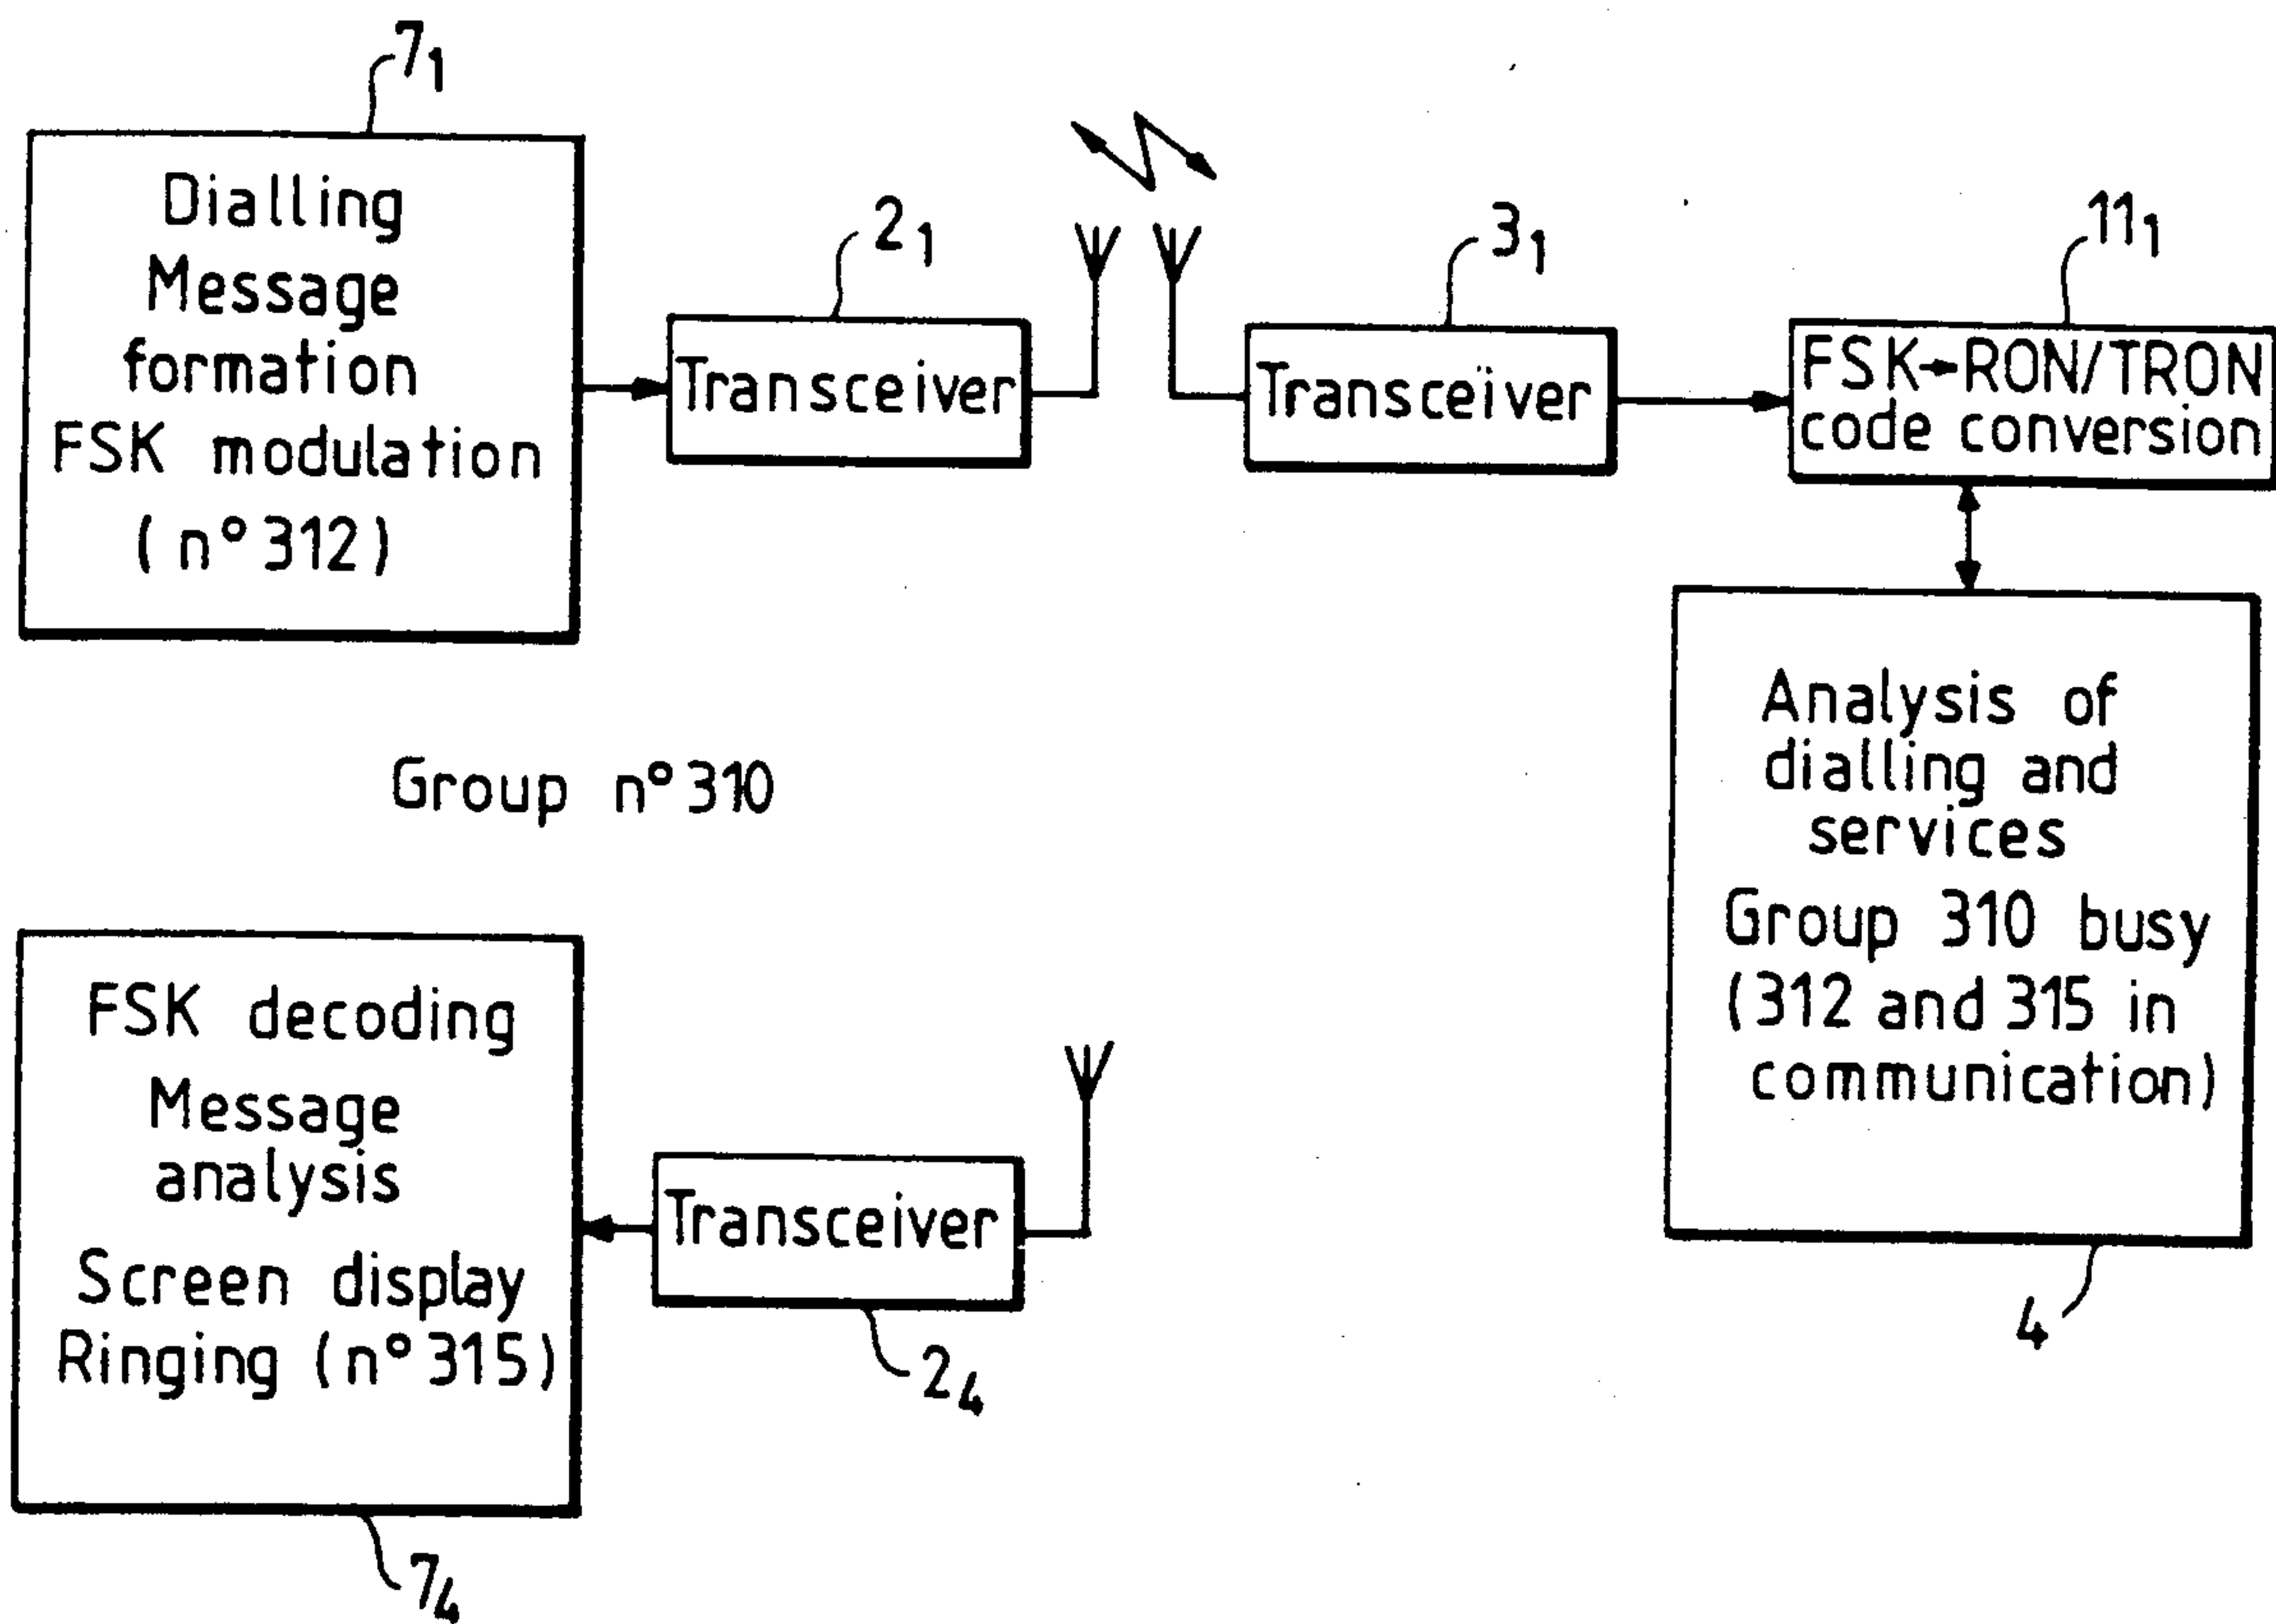 7₁
Dialling
Message
formation
FSK modulation
(n°312)
2₁
Transceiver
3₁
Transceiver
11₁
FSK→RON/TRON
code conversion
Analysis of
dialling and
services
Group 310 busy
(312 and 315 in
communication)
4
Group n°310
FSK decoding
Message
analysis
Screen display
Ringing (n°315)
7₄
Transceiver
2₄